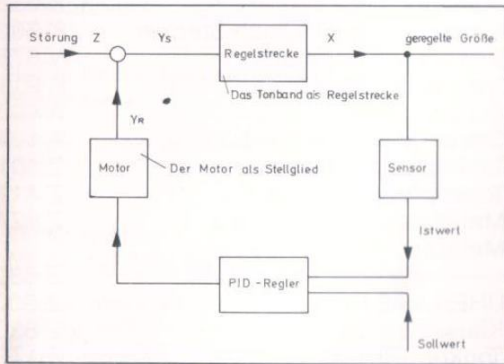 Störung Z
Ys
Regelstrecke
X
geregelte Größe
Das Tonband als Regelstrecke
YR
Motor
Der Motor als Stellglied
Sensor
Istwert
PID-Regler
Sollwert